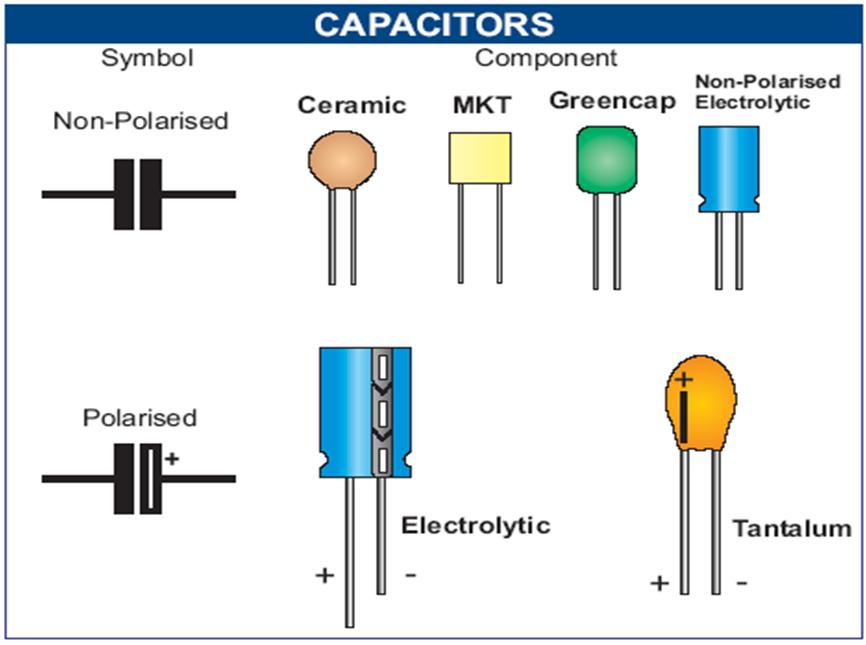 CAPACITORS
Symbol
Component
Non-Polarised
Ceramic
MKT
Greencap
Non-Polarised
Electrolytic
Polarised
+
+
Electrolytic
+ -
Tantalum
+ -